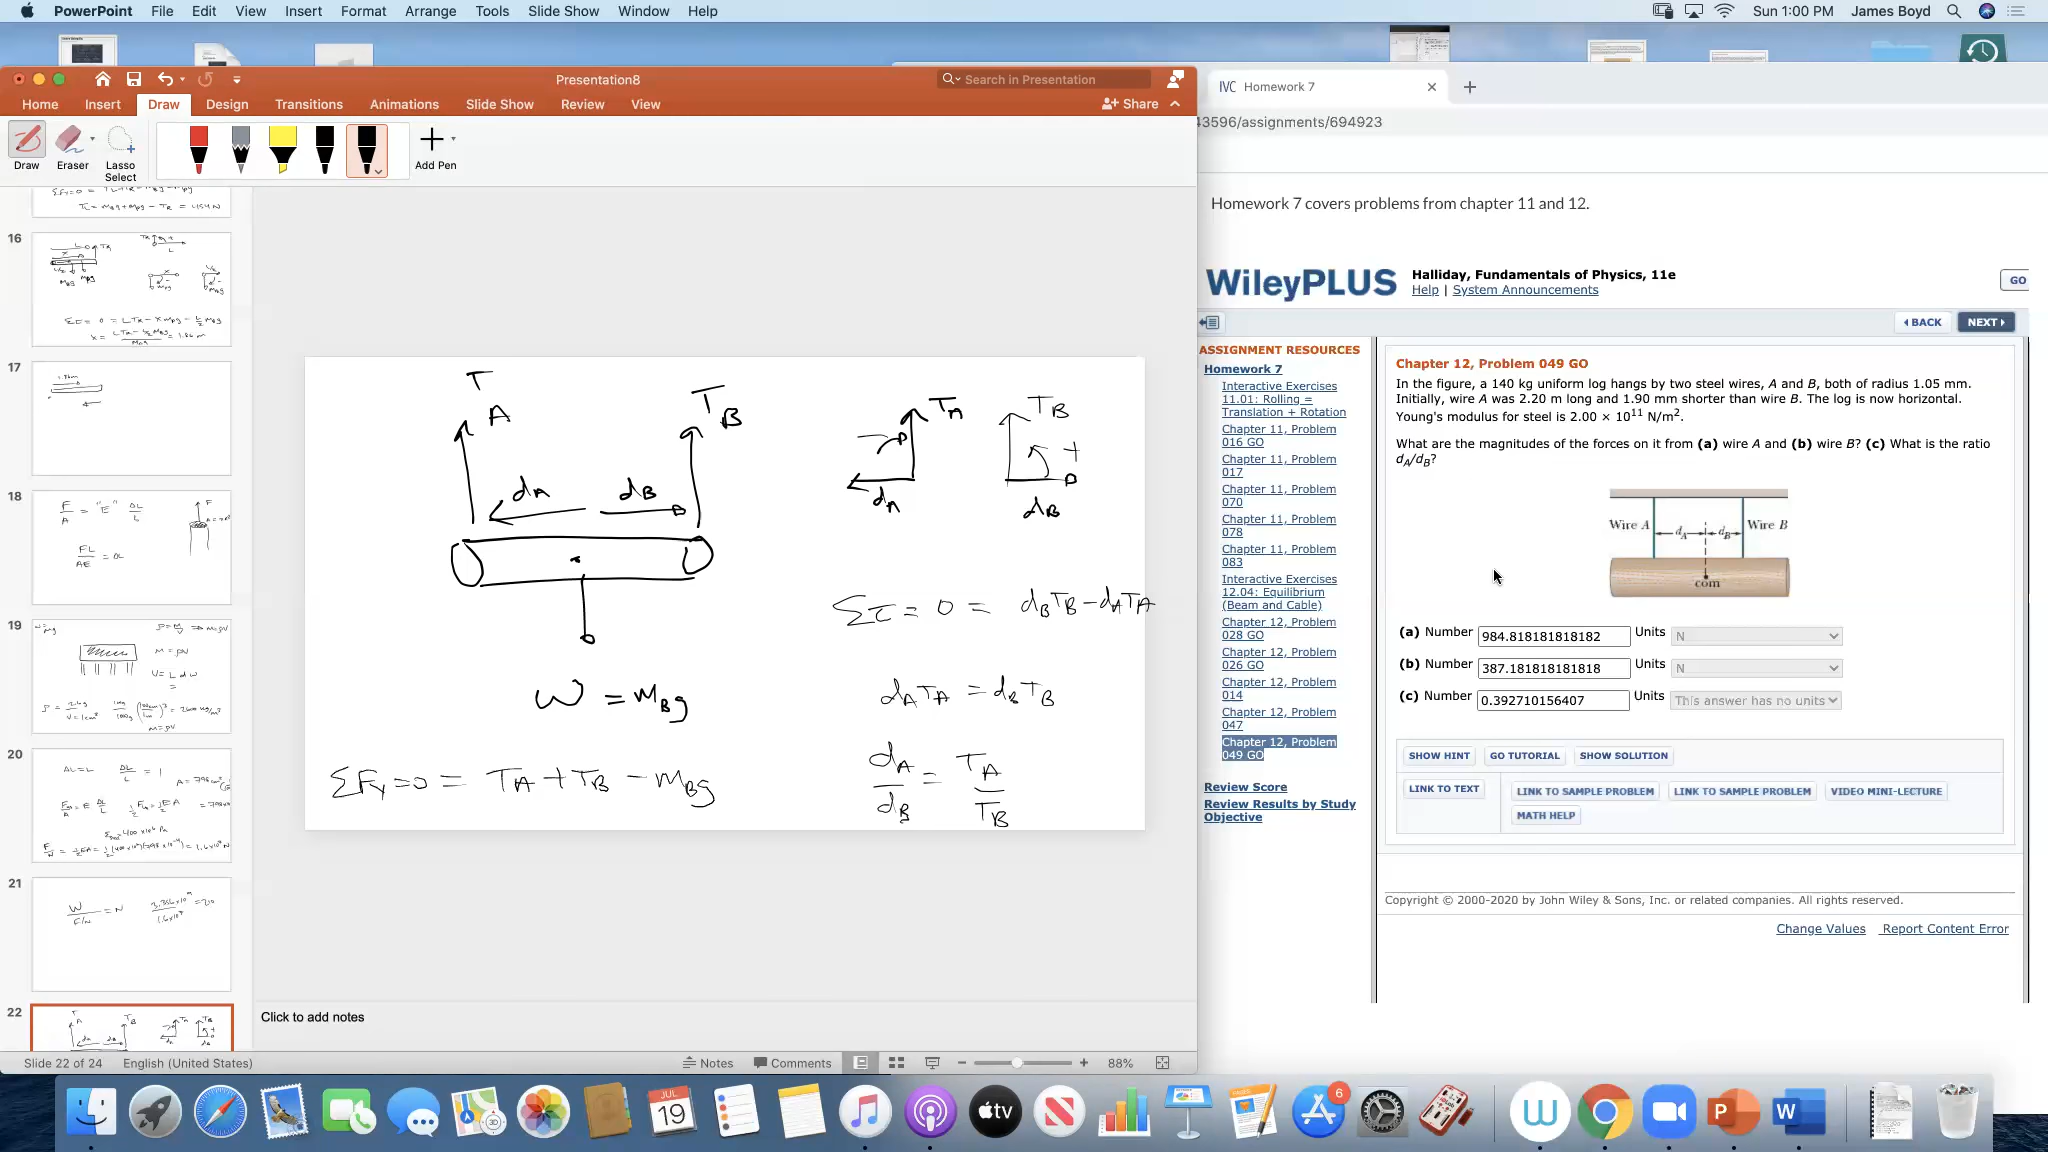 PowerPoint File Edit View Insert Format Arrange Tools Slide Show Window Help
Sun 1:00 PM James Boyd
Presentation8
Search in Presentation
Home Insert Draw Design Transitions Animations Slide Show Review View
Share
Draw
Eraser
Lasso
Select
Add Pen
16
17
18
F/A = "E" ΔL/L
FL/AE = ΔL
19
20
21
22
T
A
T
B
dA
dB
W = mBg
ΣFy = 0 = TA + TB - mBg
TA
dA
-
TB
+
dB
Στ = 0 = dBTB - dATA
dATA = dBTB
dA/dB = TA/TB
Click to add notes
Slide 22 of 24 English (United States)
Notes Comments 88%
IVC Homework 7
43596/assignments/694923
Homework 7 covers problems from chapter 11 and 12.
WileyPLUS
Halliday, Fundamentals of Physics, 11e
Help | System Announcements
GO
BACK NEXT
ASSIGNMENT RESOURCES
Homework 7
Interactive Exercises
11.01: Rolling =
Translation + Rotation
Chapter 11, Problem
016 GO
Chapter 11, Problem
017
Chapter 11, Problem
070
Chapter 11, Problem
078
Chapter 11, Problem
083
Interactive Exercises
12.04: Equilibrium
(Beam and Cable)
Chapter 12, Problem
028 GO
Chapter 12, Problem
026 GO
Chapter 12, Problem
014
Chapter 12, Problem
047
Chapter 12, Problem
049 GO
Review Score
Review Results by Study
Objective
Chapter 12, Problem 049 GO
In the figure, a 140 kg uniform log hangs by two steel wires, A and B, both of radius 1.05 mm.
Initially, wire A was 2.20 m long and 1.90 mm shorter than wire B. The log is now horizontal.
Young's modulus for steel is 2.00 × 10¹¹ N/m².
What are the magnitudes of the forces on it from (a) wire A and (b) wire B? (c) What is the ratio
dA/dB?
Wire A
dA
dB
Wire B
com
(a) Number 984.818181818182 Units N
(b) Number 387.181818181818 Units N
(c) Number 0.392710156407 Units This answer has no units
SHOW HINT GO TUTORIAL SHOW SOLUTION
LINK TO TEXT LINK TO SAMPLE PROBLEM LINK TO SAMPLE PROBLEM VIDEO MINI-LECTURE
MATH HELP
Copyright © 2000-2020 by John Wiley & Sons, Inc. or related companies. All rights reserved.
Change Values Report Content Error
JUL
19
tv
6
P
W